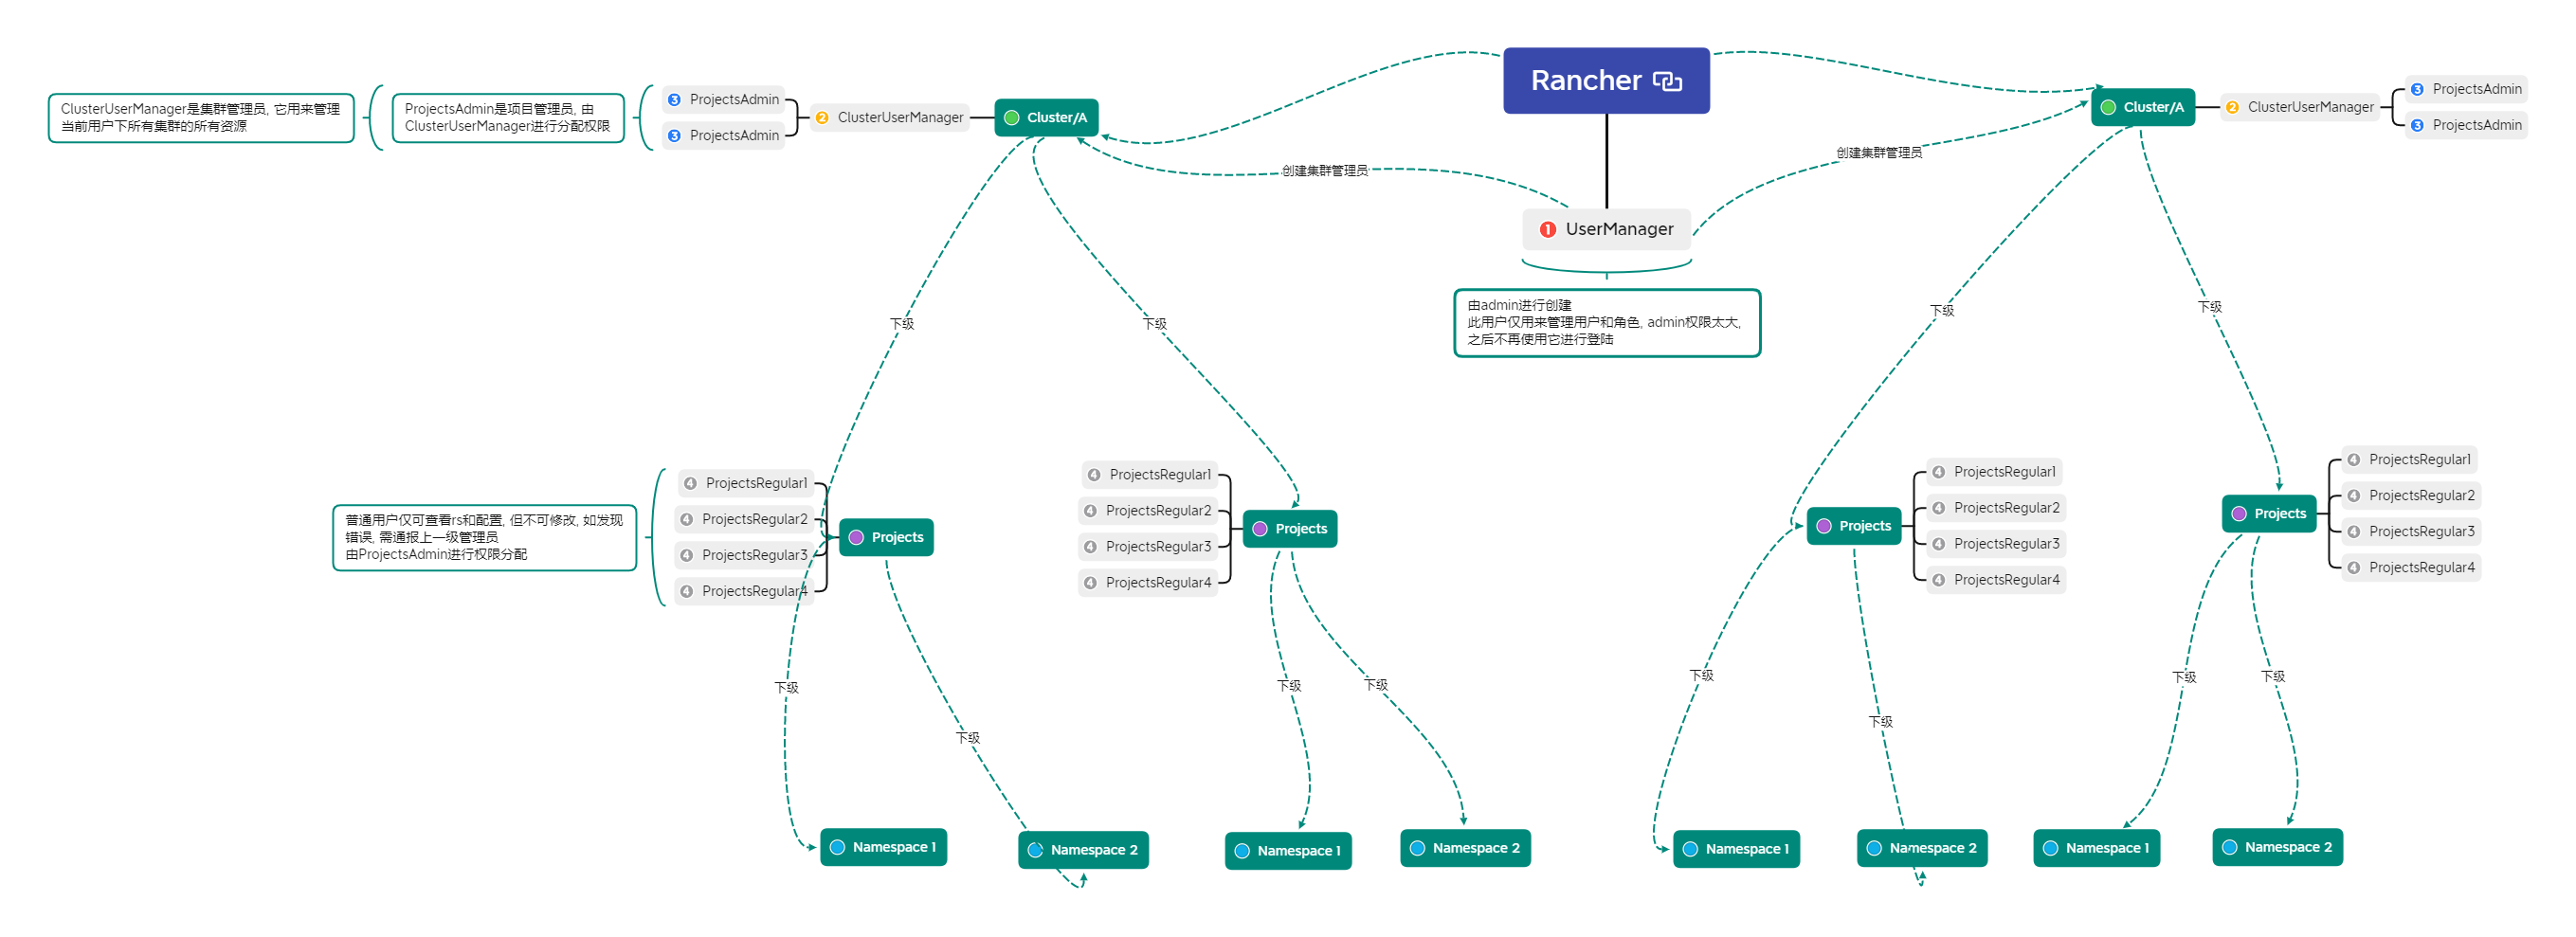 Rancher
ClusterUserManager是集群管理员, 它用来管理
当前用户下所有集群的所有资源
ProjectsAdmin是项目管理员, 由
ClusterUserManager进行分配权限
3 ProjectsAdmin
3 ProjectsAdmin
2 ClusterUserManager
Cluster/A
Cluster/A
2 ClusterUserManager
3 ProjectsAdmin
3 ProjectsAdmin
创建集群管理员
创建集群管理员
1 UserManager
由admin进行创建
此用户仅用来管理用户和角色, admin权限太大,
之后不再使用它进行登陆
下级
下级
下级
下级
普通用户仅可查看rs和配置, 但不可修改, 如发现
错误, 需通报上一级管理员
由ProjectsAdmin进行权限分配
4 ProjectsRegular1
4 ProjectsRegular2
4 ProjectsRegular3
4 ProjectsRegular4
Projects
4 ProjectsRegular1
4 ProjectsRegular2
4 ProjectsRegular3
4 ProjectsRegular4
Projects
Projects
4 ProjectsRegular1
4 ProjectsRegular2
4 ProjectsRegular3
4 ProjectsRegular4
Projects
4 ProjectsRegular1
4 ProjectsRegular2
4 ProjectsRegular3
4 ProjectsRegular4
下级
下级
下级
下级
下级
下级
下级
下级
Namespace 1
Namespace 2
Namespace 1
Namespace 2
Namespace 1
Namespace 2
Namespace 1
Namespace 2